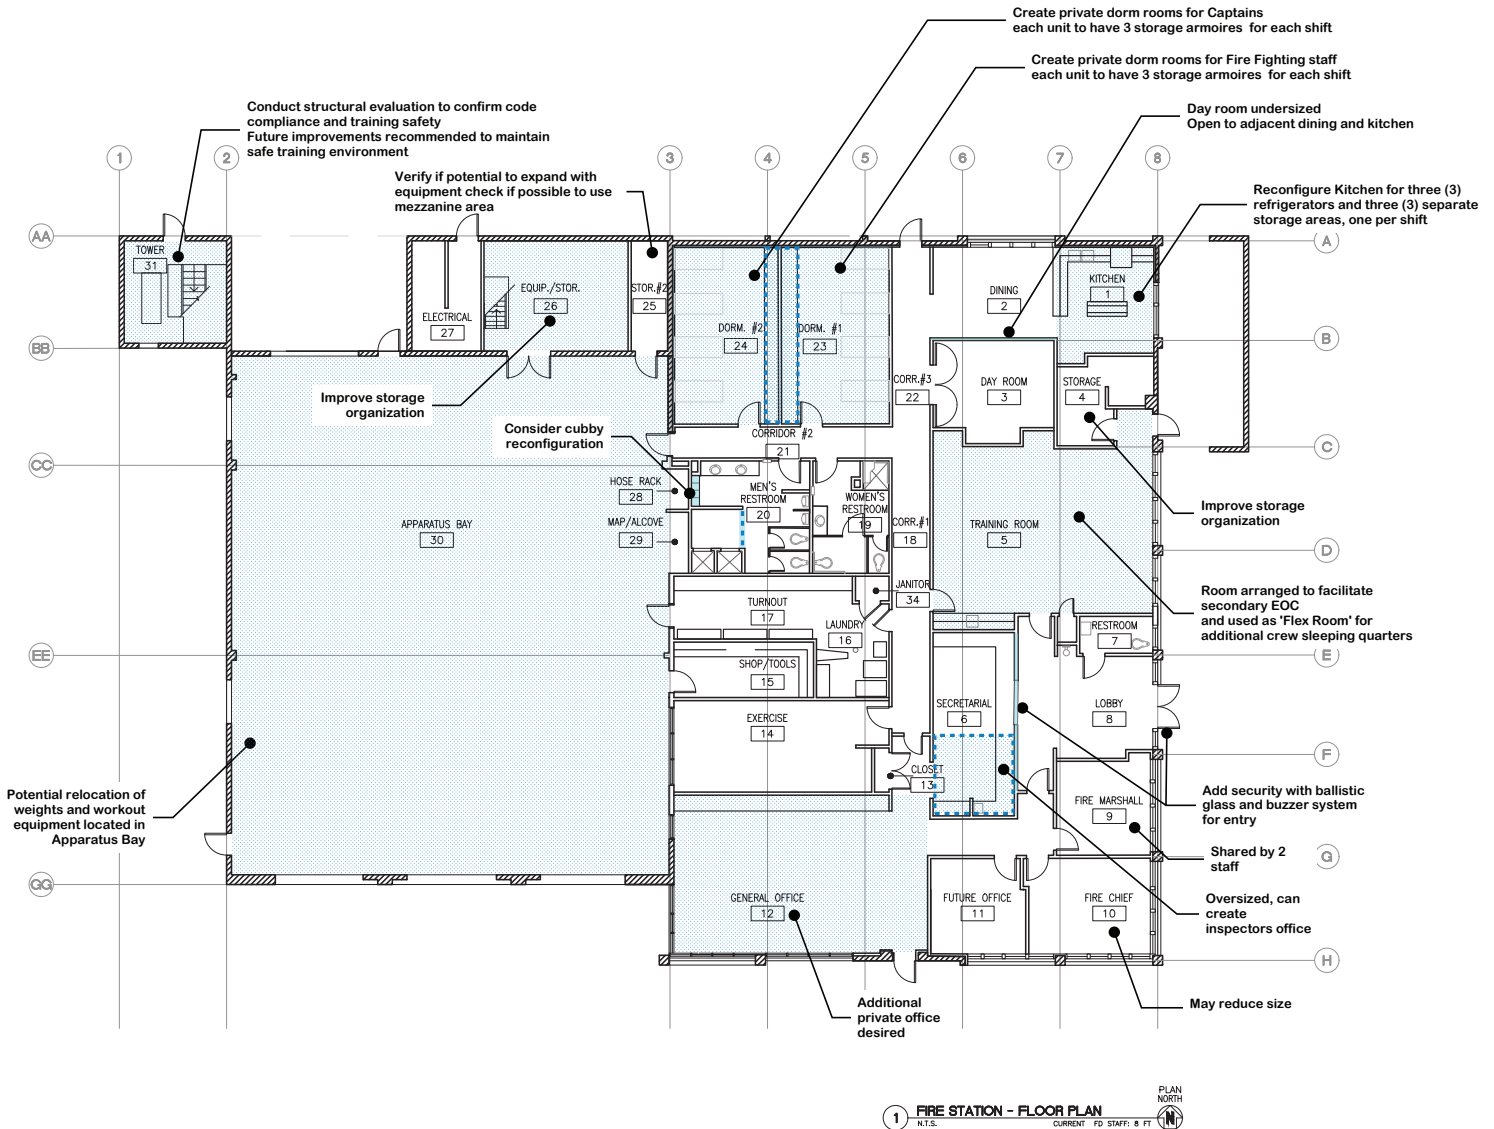 Create private dorm rooms for Captains
each unit to have 3 storage armoires for each shift
Create private dorm rooms for Fire Fighting staff
each unit to have 3 storage armoires for each shift
Day room undersized
Open to adjacent dining and kitchen
Conduct structural evaluation to confirm code
compliance and training safety
Future improvements recommended to maintain
safe training environment
Verify if potential to expand with
equipment check if possible to use
mezzanine area
Reconfigure Kitchen for three (3)
refrigerators and three (3) separate
storage areas, one per shift
1
2
3
4
5
6
7
8
AA
A
TOWER
31
EQUIP./STOR.
26
STOR.#2
25
ELECTRICAL
27
DORM. #2
24
DORM. #1
23
DINING
2
KITCHEN
1
BB
B
CORR.#3
22
DAY ROOM
3
STORAGE
4
Improve storage
organization
Consider cubby
reconfiguration
CORRIDOR #2
21
C
CC
HOSE RACK
28
MEN'S
RESTROOM
20
WOMEN'S
RESTROOM
19
Improve storage
organization
APPARATUS BAY
30
MAP/ALCOVE
29
CORR.#1
18
TRAINING ROOM
5
D
JANITOR
34
Room arranged to facilitate
secondary EOC
and used as 'Flex Room' for
additional crew sleeping quarters
TURNOUT
17
LAUNDRY
16
RESTROOM
7
EE
E
SHOP/TOOLS
15
SECRETARIAL
6
LOBBY
8
EXERCISE
14
F
CLOSET
13
Potential relocation of
weights and workout
equipment located in
Apparatus Bay
Add security with ballistic
glass and buzzer system
for entry
FIRE MARSHALL
9
Shared by 2
staff
G
GG
GENERAL OFFICE
12
FUTURE OFFICE
11
FIRE CHIEF
10
Oversized, can
create
inspectors office
H
Additional
private office
desired
May reduce size
PLAN
NORTH
N
1
FIRE STATION - FLOOR PLAN
N.T.S.
CURRENT FD STAFF: 8 FT